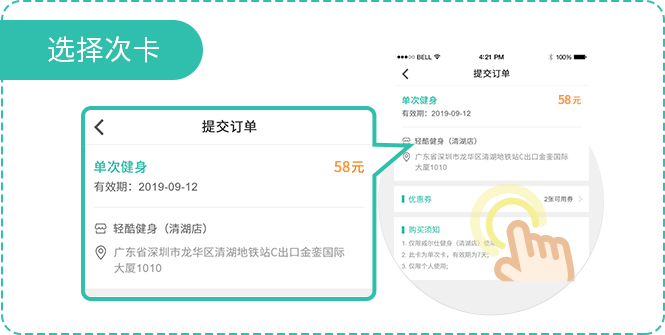 选择次卡
提交订单
单次健身
58元
有效期：2019-09-12
轻酷健身（清湖店）
广东省深圳市龙华区清湖地铁站C出口金銮国际
大厦1010
BELL
4:21 PM
100%
提交订单
单次健身
58元
有效期：2019-09-12
轻酷健身（清湖店）
广东省深圳市龙华区清湖地铁站C出口金銮国际
大厦1010
优惠券
2张可用券
购买须知
1. 仅限威尔仕健身（清湖店）使
2. 此卡为单次卡，有效期为7天；
3. 仅限个人使用；